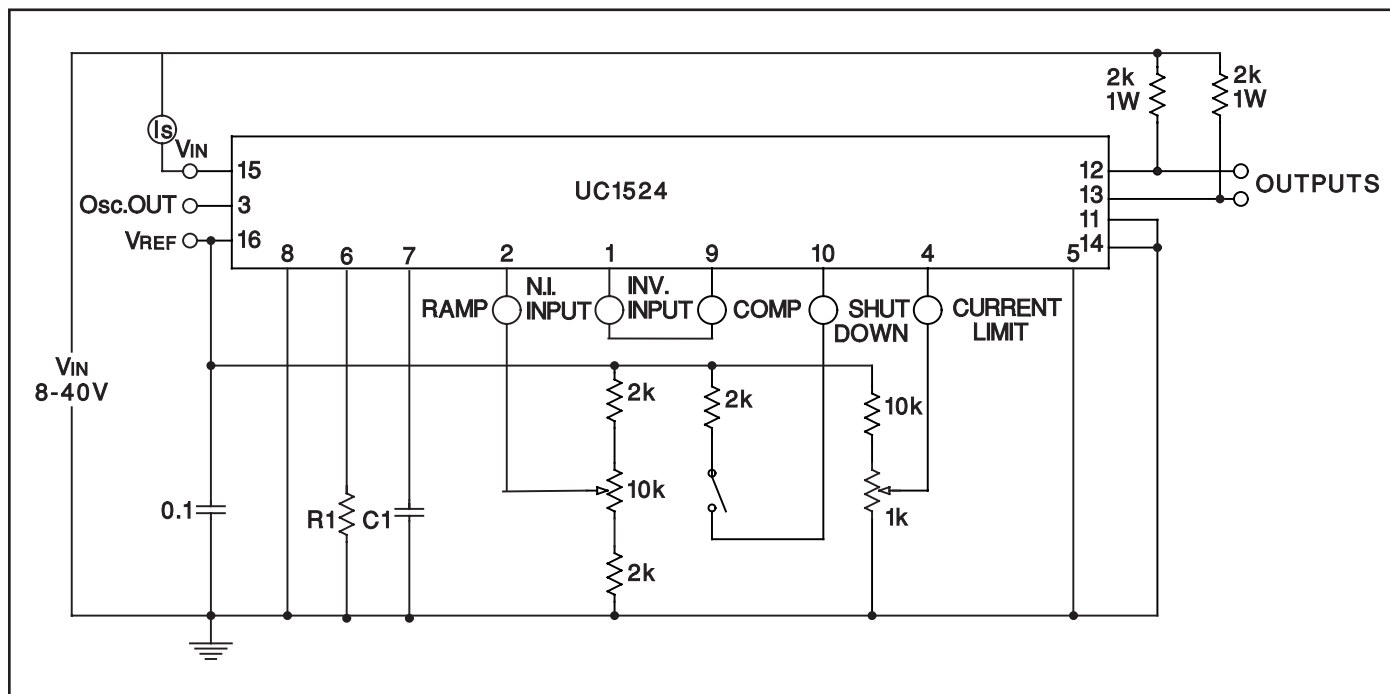 2k
1W
2k
1W
Is
VIN
15
UC1524
12
OUTPUTS
Osc.OUT
3
13
11
VREF
16
14
8
6
7
2
1
9
10
4
5
RAMP
N.I.
INPUT
INV.
INPUT
COMP
SHUT
DOWN
CURRENT
LIMIT
VIN
8-40V
2k
2k
10k
10k
0.1
R1
C1
1k
2k